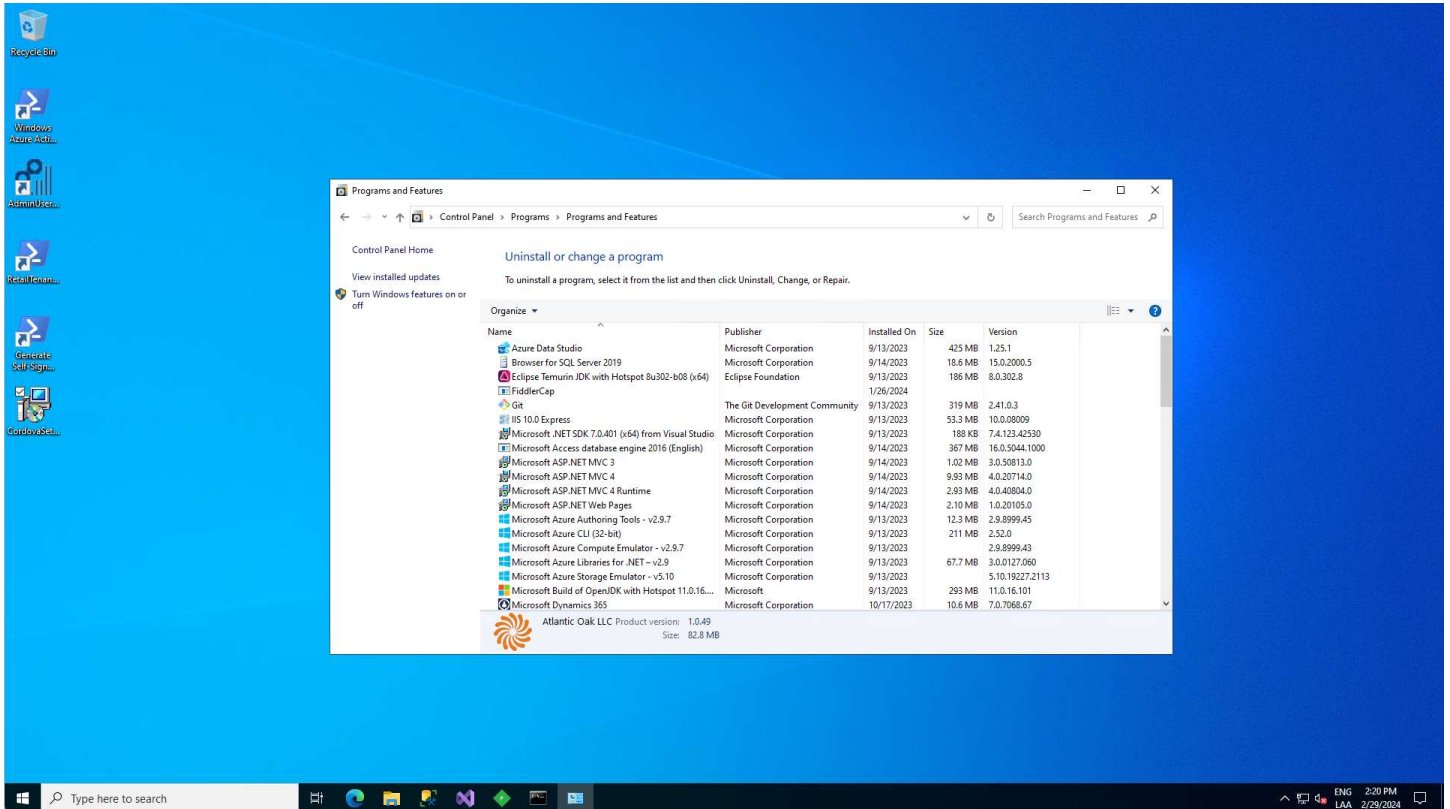 Recycle Bin
Windows
Azure Acti...
AdminUser...
RetailTenan...
Generate
Self-Sign...
CordovaSet...
Programs and Features
Control Panel > Programs > Programs and Features
Search Programs and Features
Control Panel Home
View installed updates
Turn Windows features on or
off
Uninstall or change a program
To uninstall a program, select it from the list and then click Uninstall, Change, or Repair.
Organize
Name Publisher Installed On Size Version
Azure Data Studio Microsoft Corporation 9/13/2023 425 MB 1.25.1
Browser for SQL Server 2019 Microsoft Corporation 9/14/2023 18.6 MB 15.0.2000.5
Eclipse Temurin JDK with Hotspot 8u302-b08 (x64) Eclipse Foundation 9/13/2023 186 MB 8.0.302.8
FiddlerCap 1/26/2024
Git The Git Development Community 9/13/2023 319 MB 2.41.0.3
IIS 10.0 Express Microsoft Corporation 9/13/2023 53.3 MB 10.0.08009
Microsoft .NET SDK 7.0.401 (x64) from Visual Studio Microsoft Corporation 9/13/2023 188 KB 7.4.123.42530
Microsoft Access database engine 2016 (English) Microsoft Corporation 9/14/2023 367 MB 16.0.5044.1000
Microsoft ASP.NET MVC 3 Microsoft Corporation 9/14/2023 1.02 MB 3.0.50813.0
Microsoft ASP.NET MVC 4 Microsoft Corporation 9/14/2023 9.93 MB 4.0.20714.0
Microsoft ASP.NET MVC 4 Runtime Microsoft Corporation 9/14/2023 2.93 MB 4.0.40804.0
Microsoft ASP.NET Web Pages Microsoft Corporation 9/14/2023 2.10 MB 1.0.20105.0
Microsoft Azure Authoring Tools - v2.9.7 Microsoft Corporation 9/13/2023 12.3 MB 2.9.8999.45
Microsoft Azure CLI (32-bit) Microsoft Corporation 9/13/2023 211 MB 2.52.0
Microsoft Azure Compute Emulator - v2.9.7 Microsoft Corporation 9/13/2023 2.9.8999.43
Microsoft Azure Libraries for .NET – v2.9 Microsoft Corporation 9/13/2023 67.7 MB 3.0.0127.060
Microsoft Azure Storage Emulator - v5.10 Microsoft Corporation 9/13/2023 5.10.19227.2113
Microsoft Build of OpenJDK with Hotspot 11.0.16.... Microsoft 9/13/2023 293 MB 11.0.16.101
Microsoft Dynamics 365 Microsoft Corporation 10/17/2023 10.6 MB 7.0.7068.67
Atlantic Oak LLC Product version: 1.0.49
Size: 82.8 MB
Type here to search
ENG 2:20 PM
LAA 2/29/2024